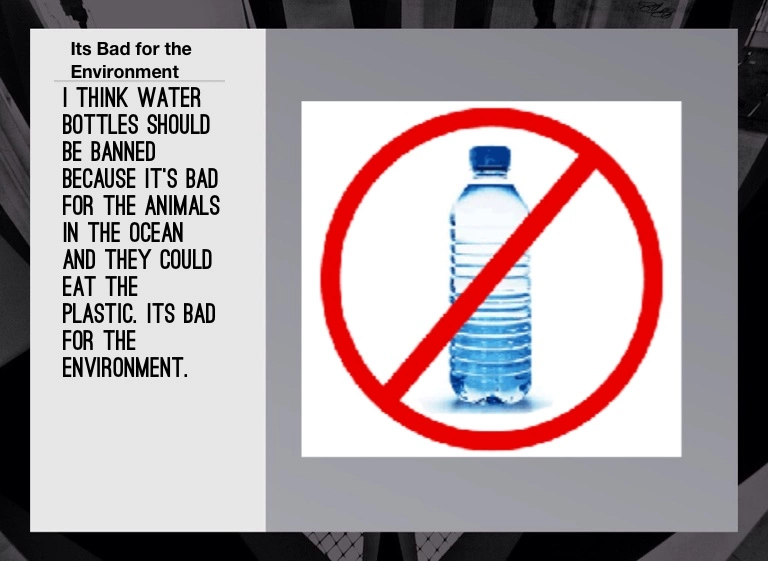 Its Bad for the
Environment
I THINK WATER
BOTTLES SHOULD
BE BANNED
BECAUSE IT'S BAD
FOR THE ANIMALS
IN THE OCEAN
AND THEY COULD
EAT THE
PLASTIC. ITS BAD
FOR THE
ENVIRONMENT.